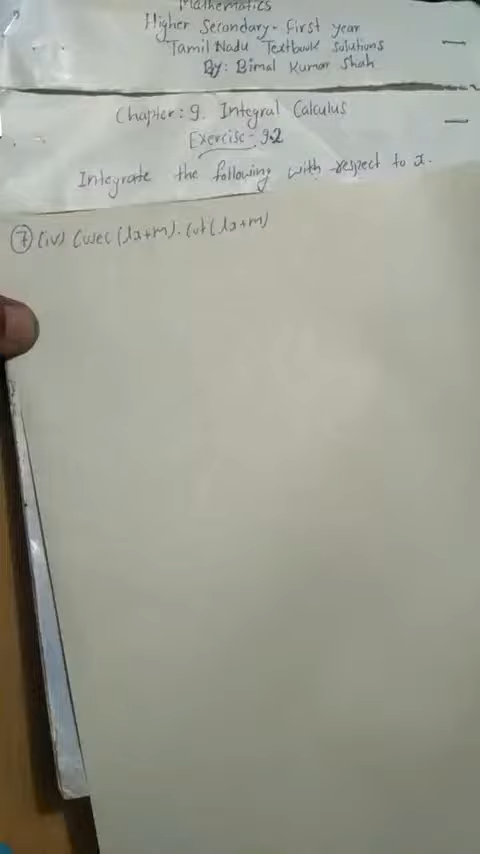 Mathematics
Higher Secondary - First year
Tamil Nadu Textbook Solutions
By: Bimal Kumar Shah
Chapter: 9. Integral Calculus
Exercise - 9.2
Integrate the following with respect to x.
⑦ (iv) Cosec (lx+m). Cot (lx+m)